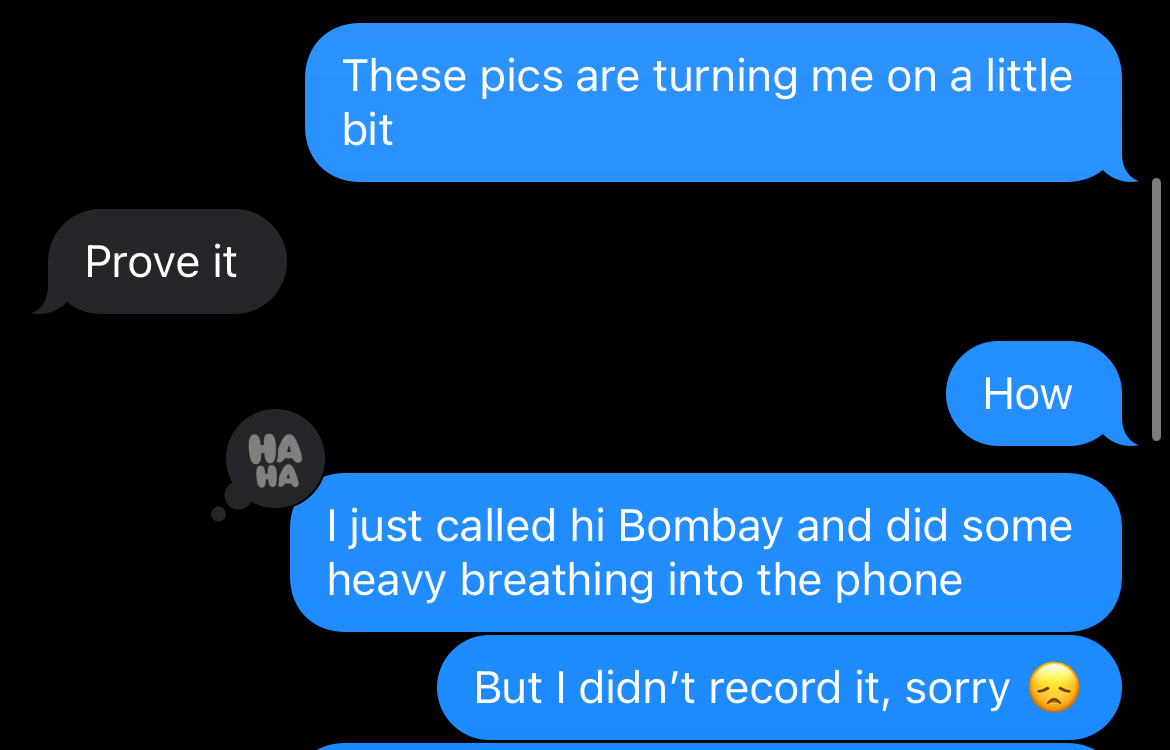 These pics are turning me on a little
bit
Prove it
How
HA
HA
I just called hi Bombay and did some
heavy breathing into the phone
But I didn’t record it, sorry 😞